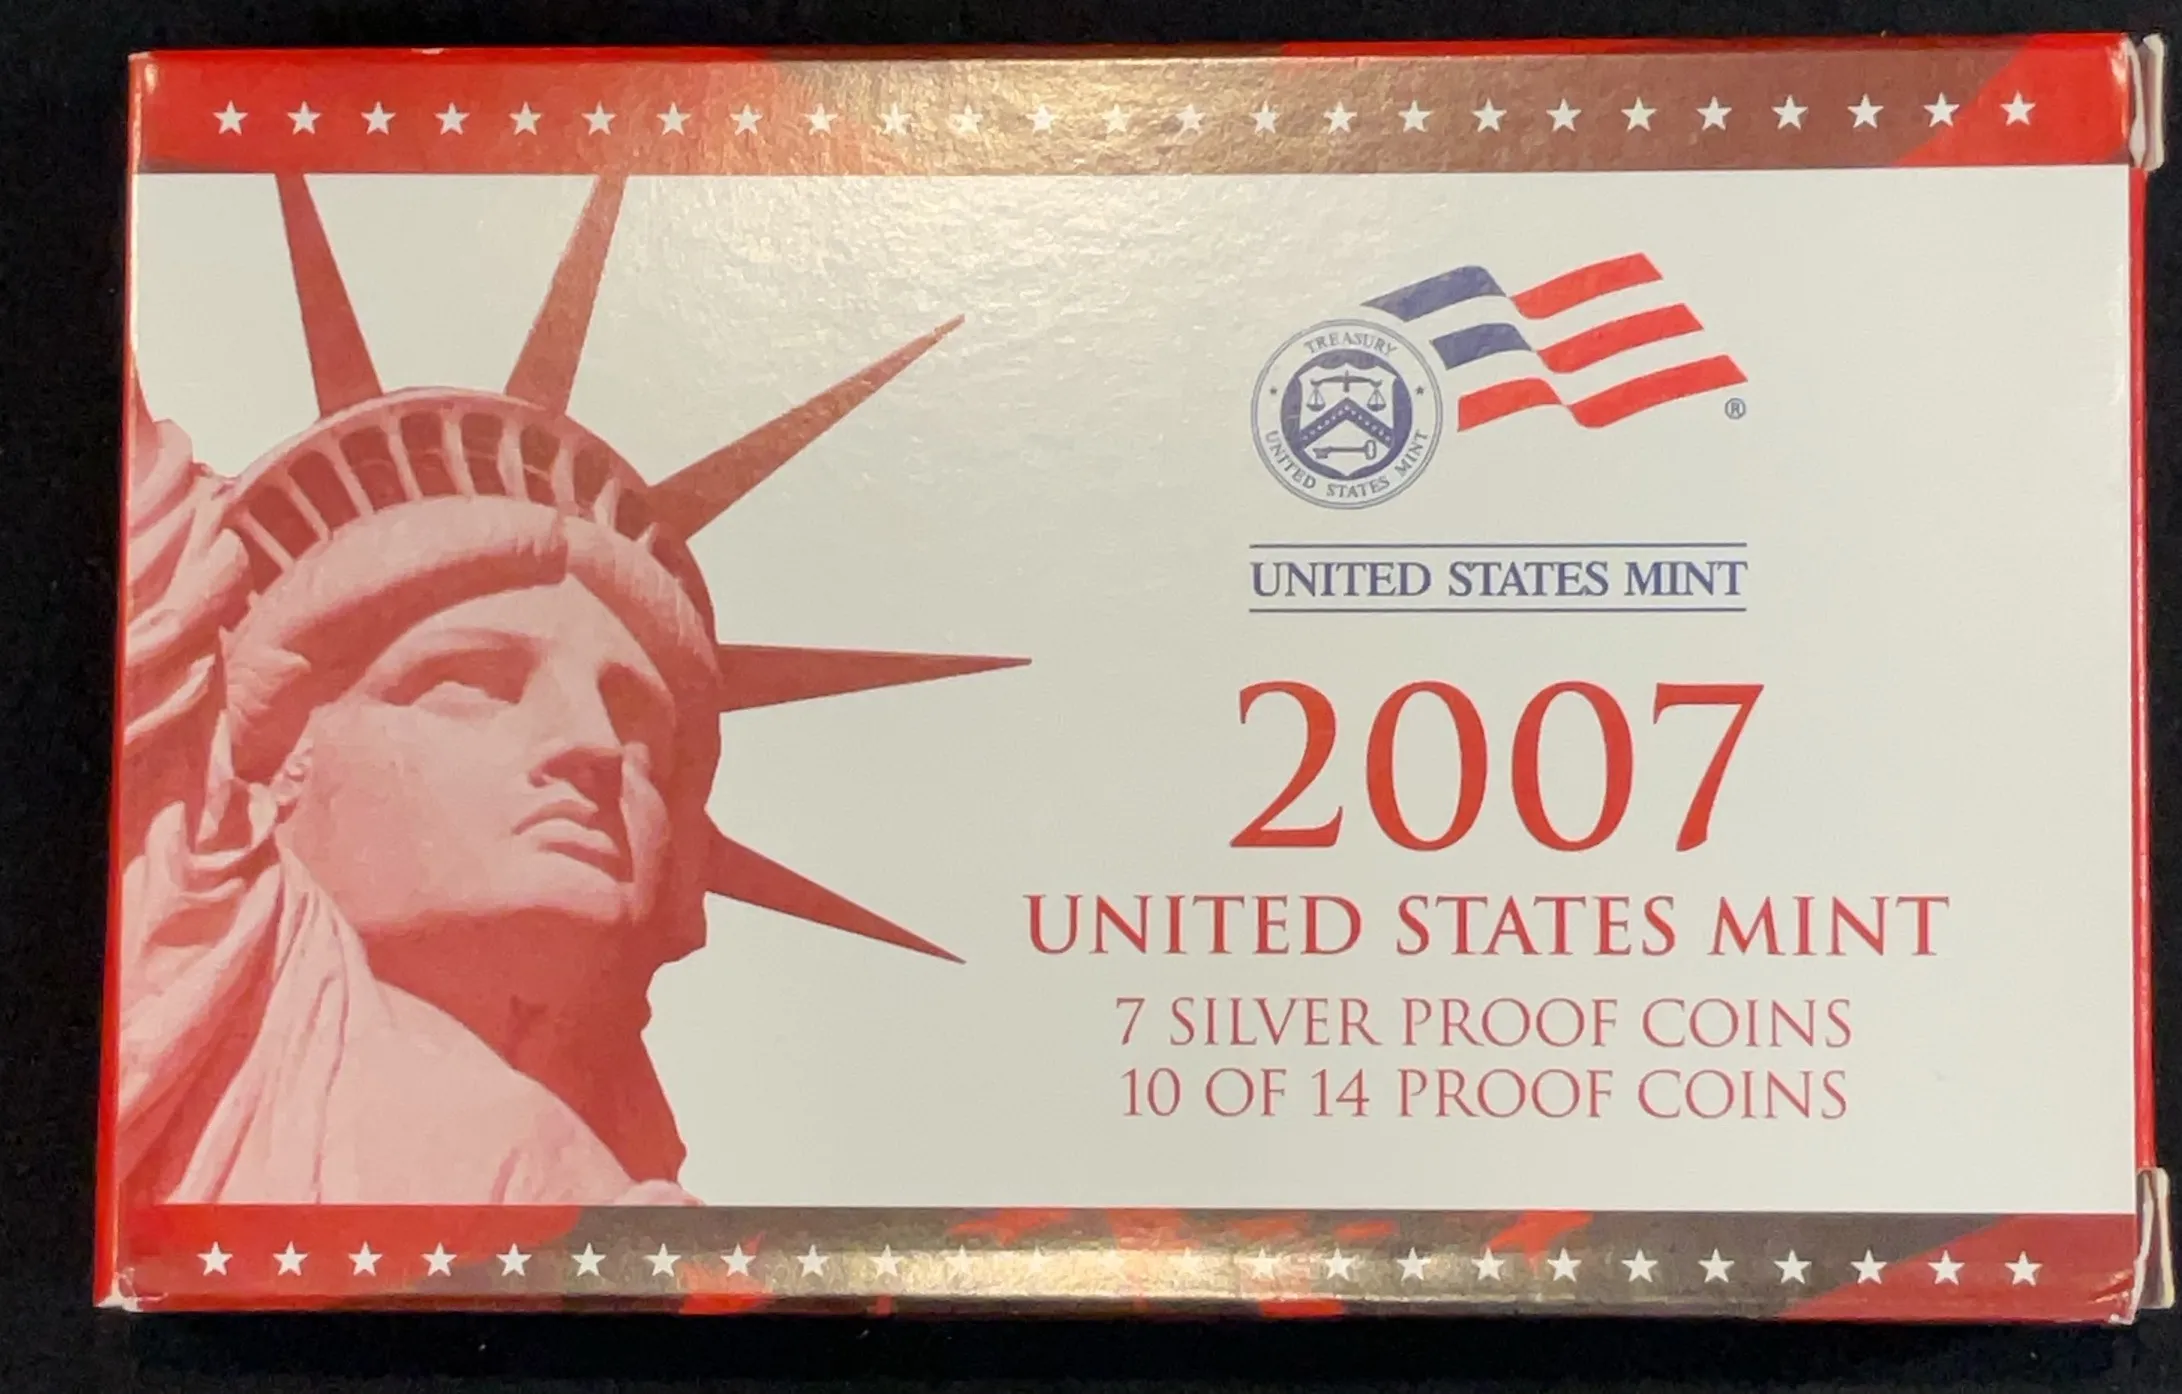 TREASURY
UNITED STATES MINT
®
UNITED STATES MINT
2007
UNITED STATES MINT
7 SILVER PROOF COINS
10 OF 14 PROOF COINS